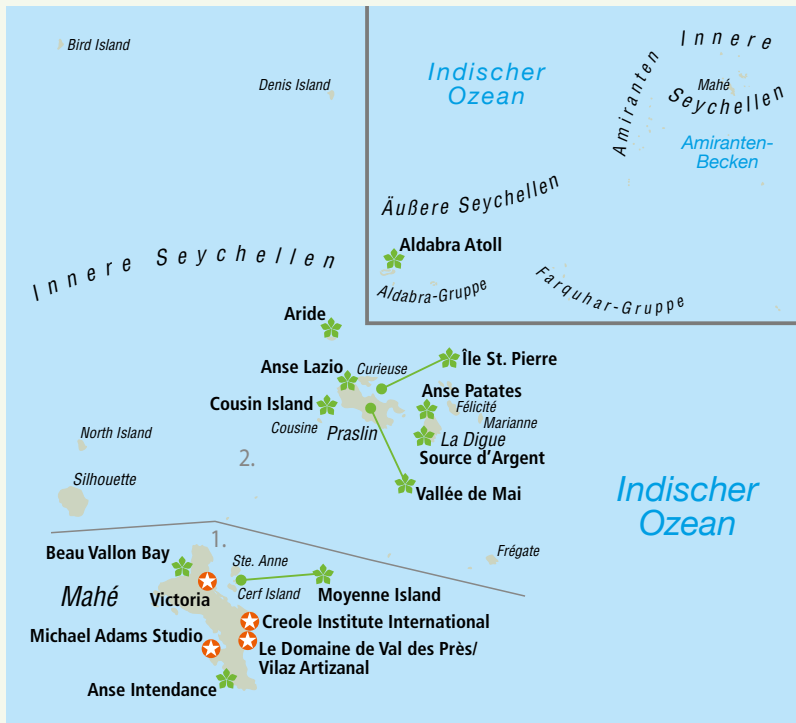 Bird Island
Denis Island
Innere Seychellen
Indischer
Ozean
Innere
Mahé
Seychellen
Amiranten
Amiranten-
Becken
Äußere Seychellen
Aldabra Atoll
Aldabra-Gruppe
Farquhar-Gruppe
Aride
Anse Lazio
Curieuse
Île St. Pierre
Cousin Island
Anse Patates
Félicité
Marianne
Cousine
Praslin
La Digue
Source d'Argent
North Island
2.
Silhouette
Vallée de Mai
Indischer
Ozean
1.
Beau Vallon Bay
Ste. Anne
Frégate
Mahé
Victoria
Cerf Island
Moyenne Island
Creole Institute International
Michael Adams Studio
Le Domaine de Val des Près/
Vilaz Artizanal
Anse Intendance